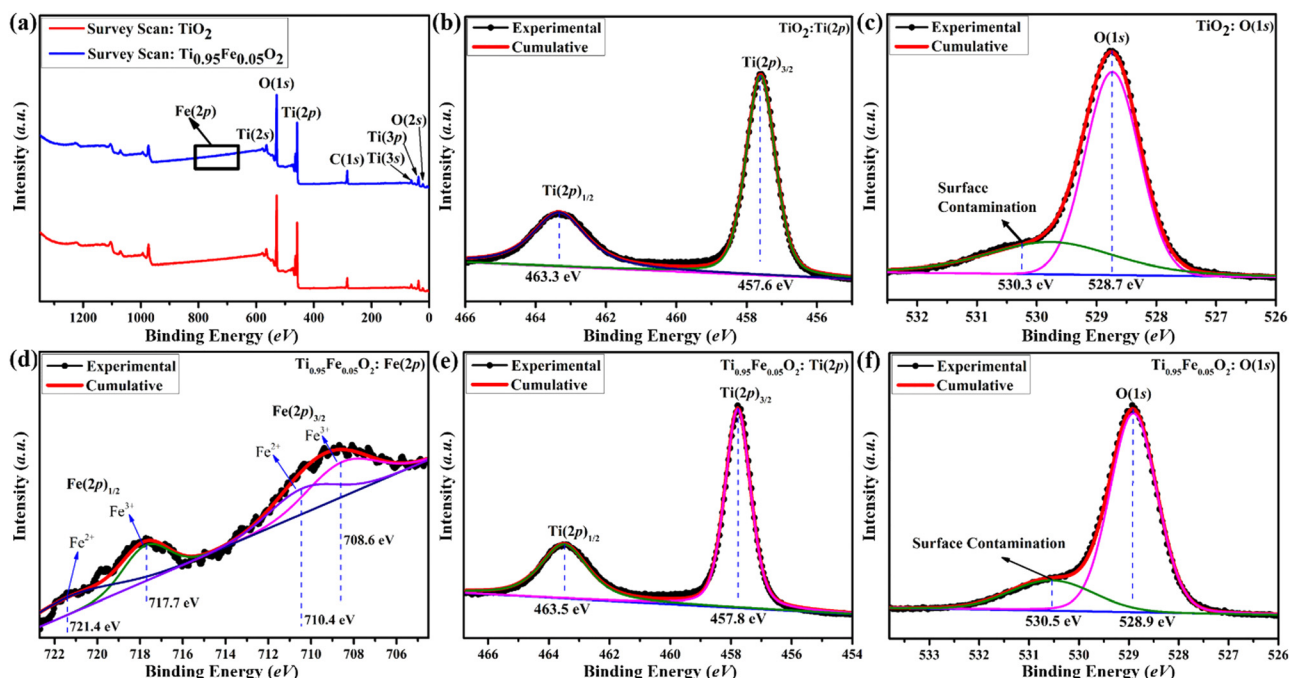 (a)
Survey Scan: TiO2
Survey Scan: Ti0.95Fe0.05O2
O(1s)
Fe(2p)
Ti(2p)
Ti(2s)
O(2s)
Ti(3p)
C(1s)
Ti(3s)
Intensity (a.u.)
1200 1000 800 600 400 200 0
Binding Energy (eV)
(b)
Experimental
Cumulative
TiO2:Ti(2p)
Ti(2p)3/2
Ti(2p)1/2
463.3 eV
457.6 eV
Intensity (a.u.)
466 464 462 460 458 456 454
Binding Energy (eV)
(c)
Experimental
Cumulative
TiO2: O(1s)
O(1s)
Surface
Contamination
530.3 eV
528.7 eV
Intensity (a.u.)
532 531 530 529 528 527 526
Binding Energy (eV)
(d)
Experimental
Cumulative
Ti0.95Fe0.05O2: Fe(2p)
Fe(2p)3/2
Fe3+
Fe2+
Fe(2p)1/2
Fe3+
Fe2+
708.6 eV
717.7 eV
710.4 eV
721.4 eV
Intensity (a.u.)
722 720 718 716 714 712 710 708 706
Binding Energy (eV)
(e)
Experimental
Cumulative
Ti0.95Fe0.05O2: Ti(2p)
Ti(2p)3/2
Ti(2p)1/2
463.5 eV
457.8 eV
Intensity (a.u.)
466 464 462 460 458 456 454
Binding Energy (eV)
(f)
Experimental
Cumulative
Ti0.95Fe0.05O2: O(1s)
O(1s)
Surface Contamination
530.5 eV
528.9 eV
Intensity (a.u.)
533 532 531 530 529 528 527 526
Binding Energy (eV)